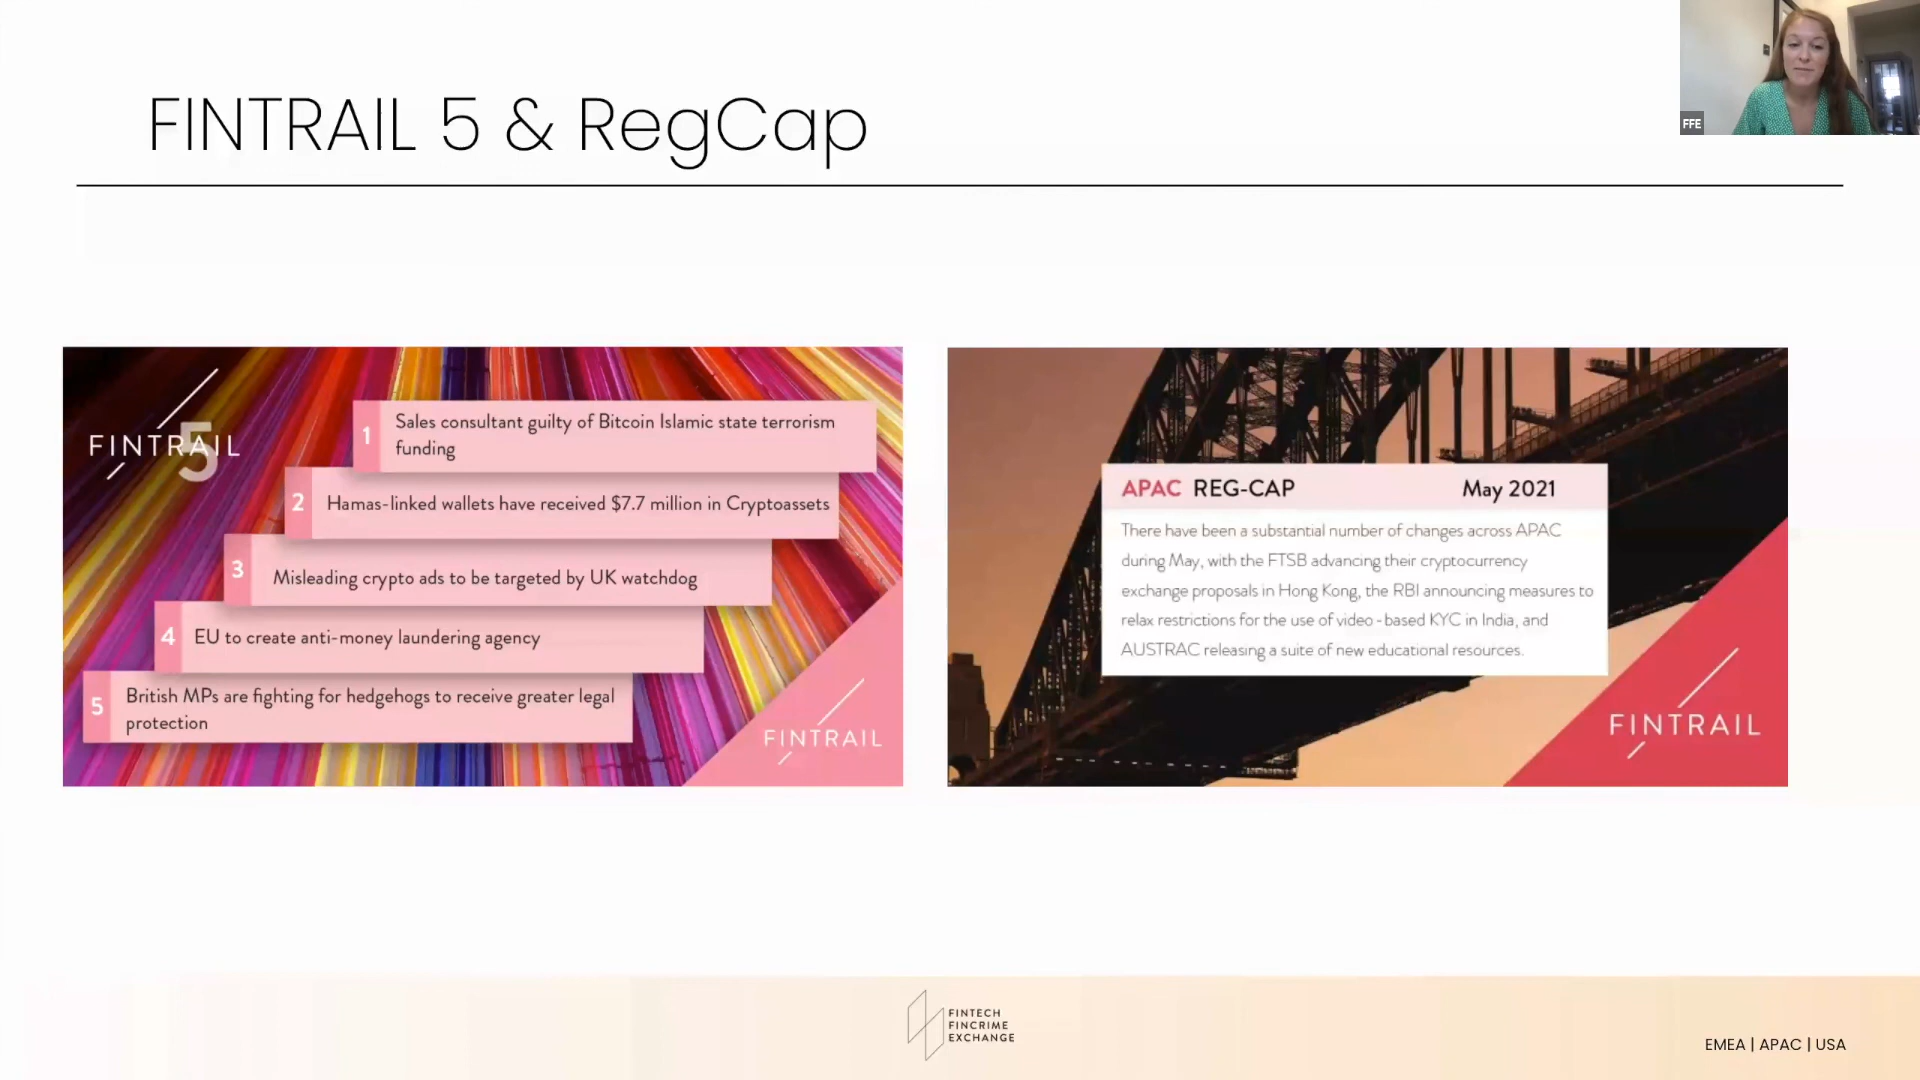 FINTRAIL 5 & RegCap
FFE
FINTRAIL 5
1
Sales consultant guilty of Bitcoin Islamic state terrorism
funding
2
Hamas-linked wallets have received $7.7 million in Cryptoassets
3
Misleading crypto ads to be targeted by UK watchdog
4
EU to create anti-money laundering agency
5
British MPs are fighting for hedgehogs to receive greater legal
protection
FINTRAIL
APAC REG-CAP May 2021
There have been a substantial number of changes across APAC
during May, with the FTSB advancing their cryptocurrency
exchange proposals in Hong Kong, the RBI announcing measures to
relax restrictions for the use of video-based KYC in India, and
AUSTRAC releasing a suite of new educational resources.
FINTRAIL
FINTECH
FINCRIME
EXCHANGE
EMEA | APAC | USA